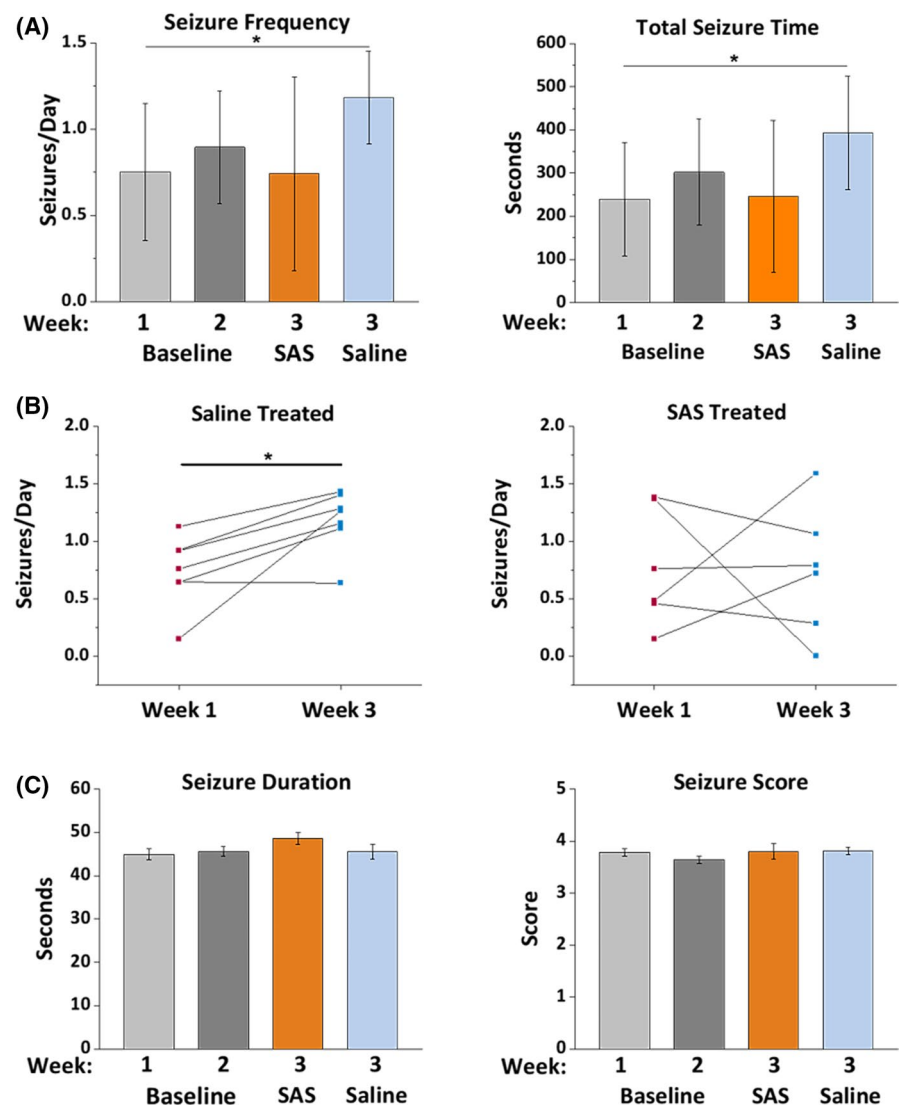 (A)
Seizure Frequency
*
1.5
1.0
0.5
0.0
Seizures/Day
Week: 1 2 3 3
Baseline SAS Saline
Total Seizure Time
*
600
500
400
300
200
100
0
Seconds
Week: 1 2 3 3
Baseline SAS Saline
(B)
Saline Treated
*
2.0
1.5
1.0
0.5
0.0
Seizures/Day
Week 1 Week 3
SAS Treated
2.0
1.5
1.0
0.5
0.0
Seizures/Day
Week 1 Week 3
(C)
Seizure Duration
60
50
40
30
20
10
0
Seconds
Week: 1 2 3 3
Baseline SAS Saline
Seizure Score
5
4
3
2
1
0
Score
Week: 1 2 3 3
Baseline SAS Saline